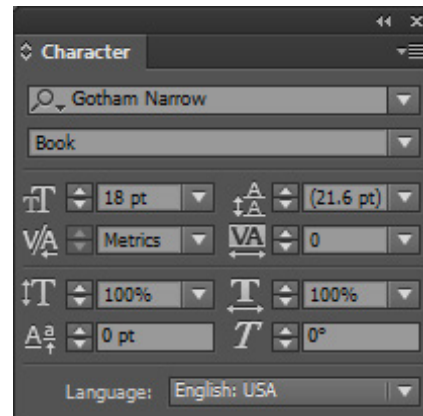 Character
Gotham Narrow
Book
18 pt (21.6 pt)
Metrics 0
100% 100%
0 pt 0°
Language: English: USA